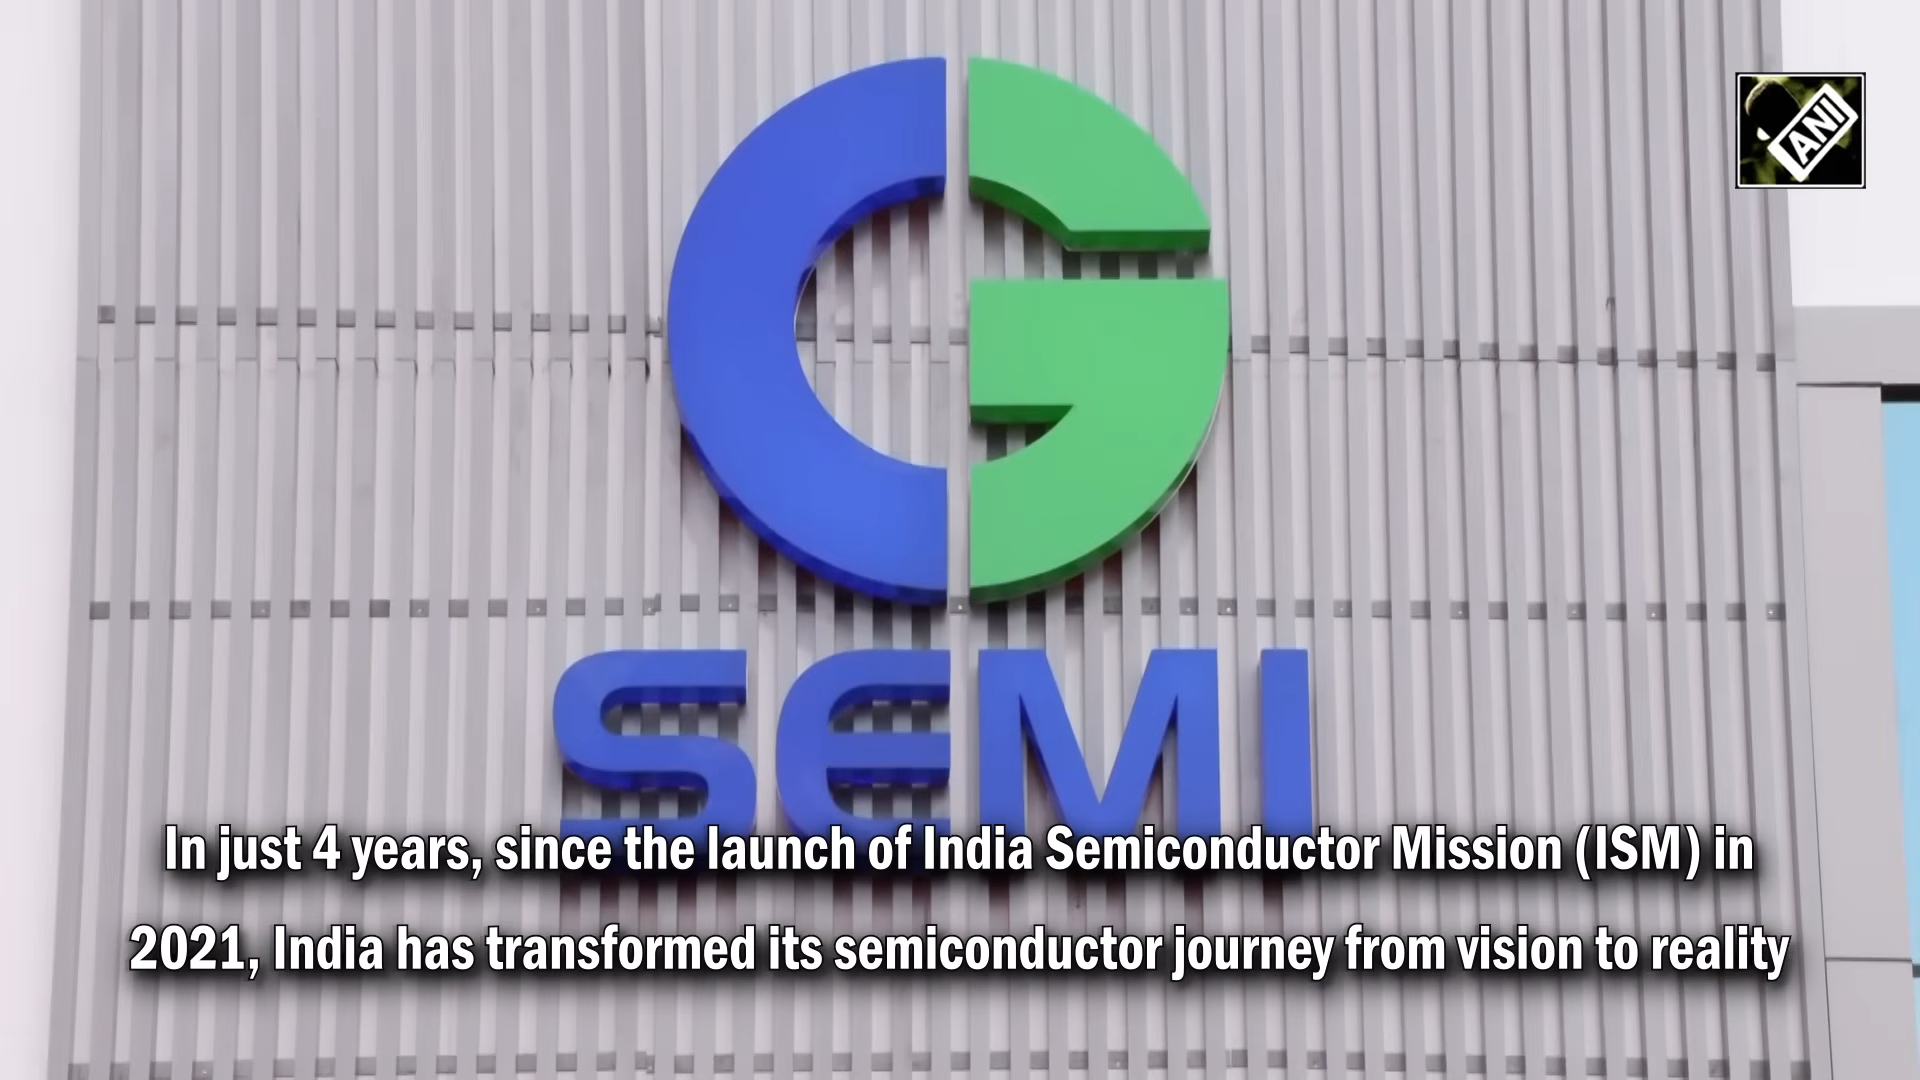 CG
ANI
SEMI
In just 4 years, since the launch of India Semiconductor Mission (ISM) in
2021, India has transformed its semiconductor journey from vision to reality